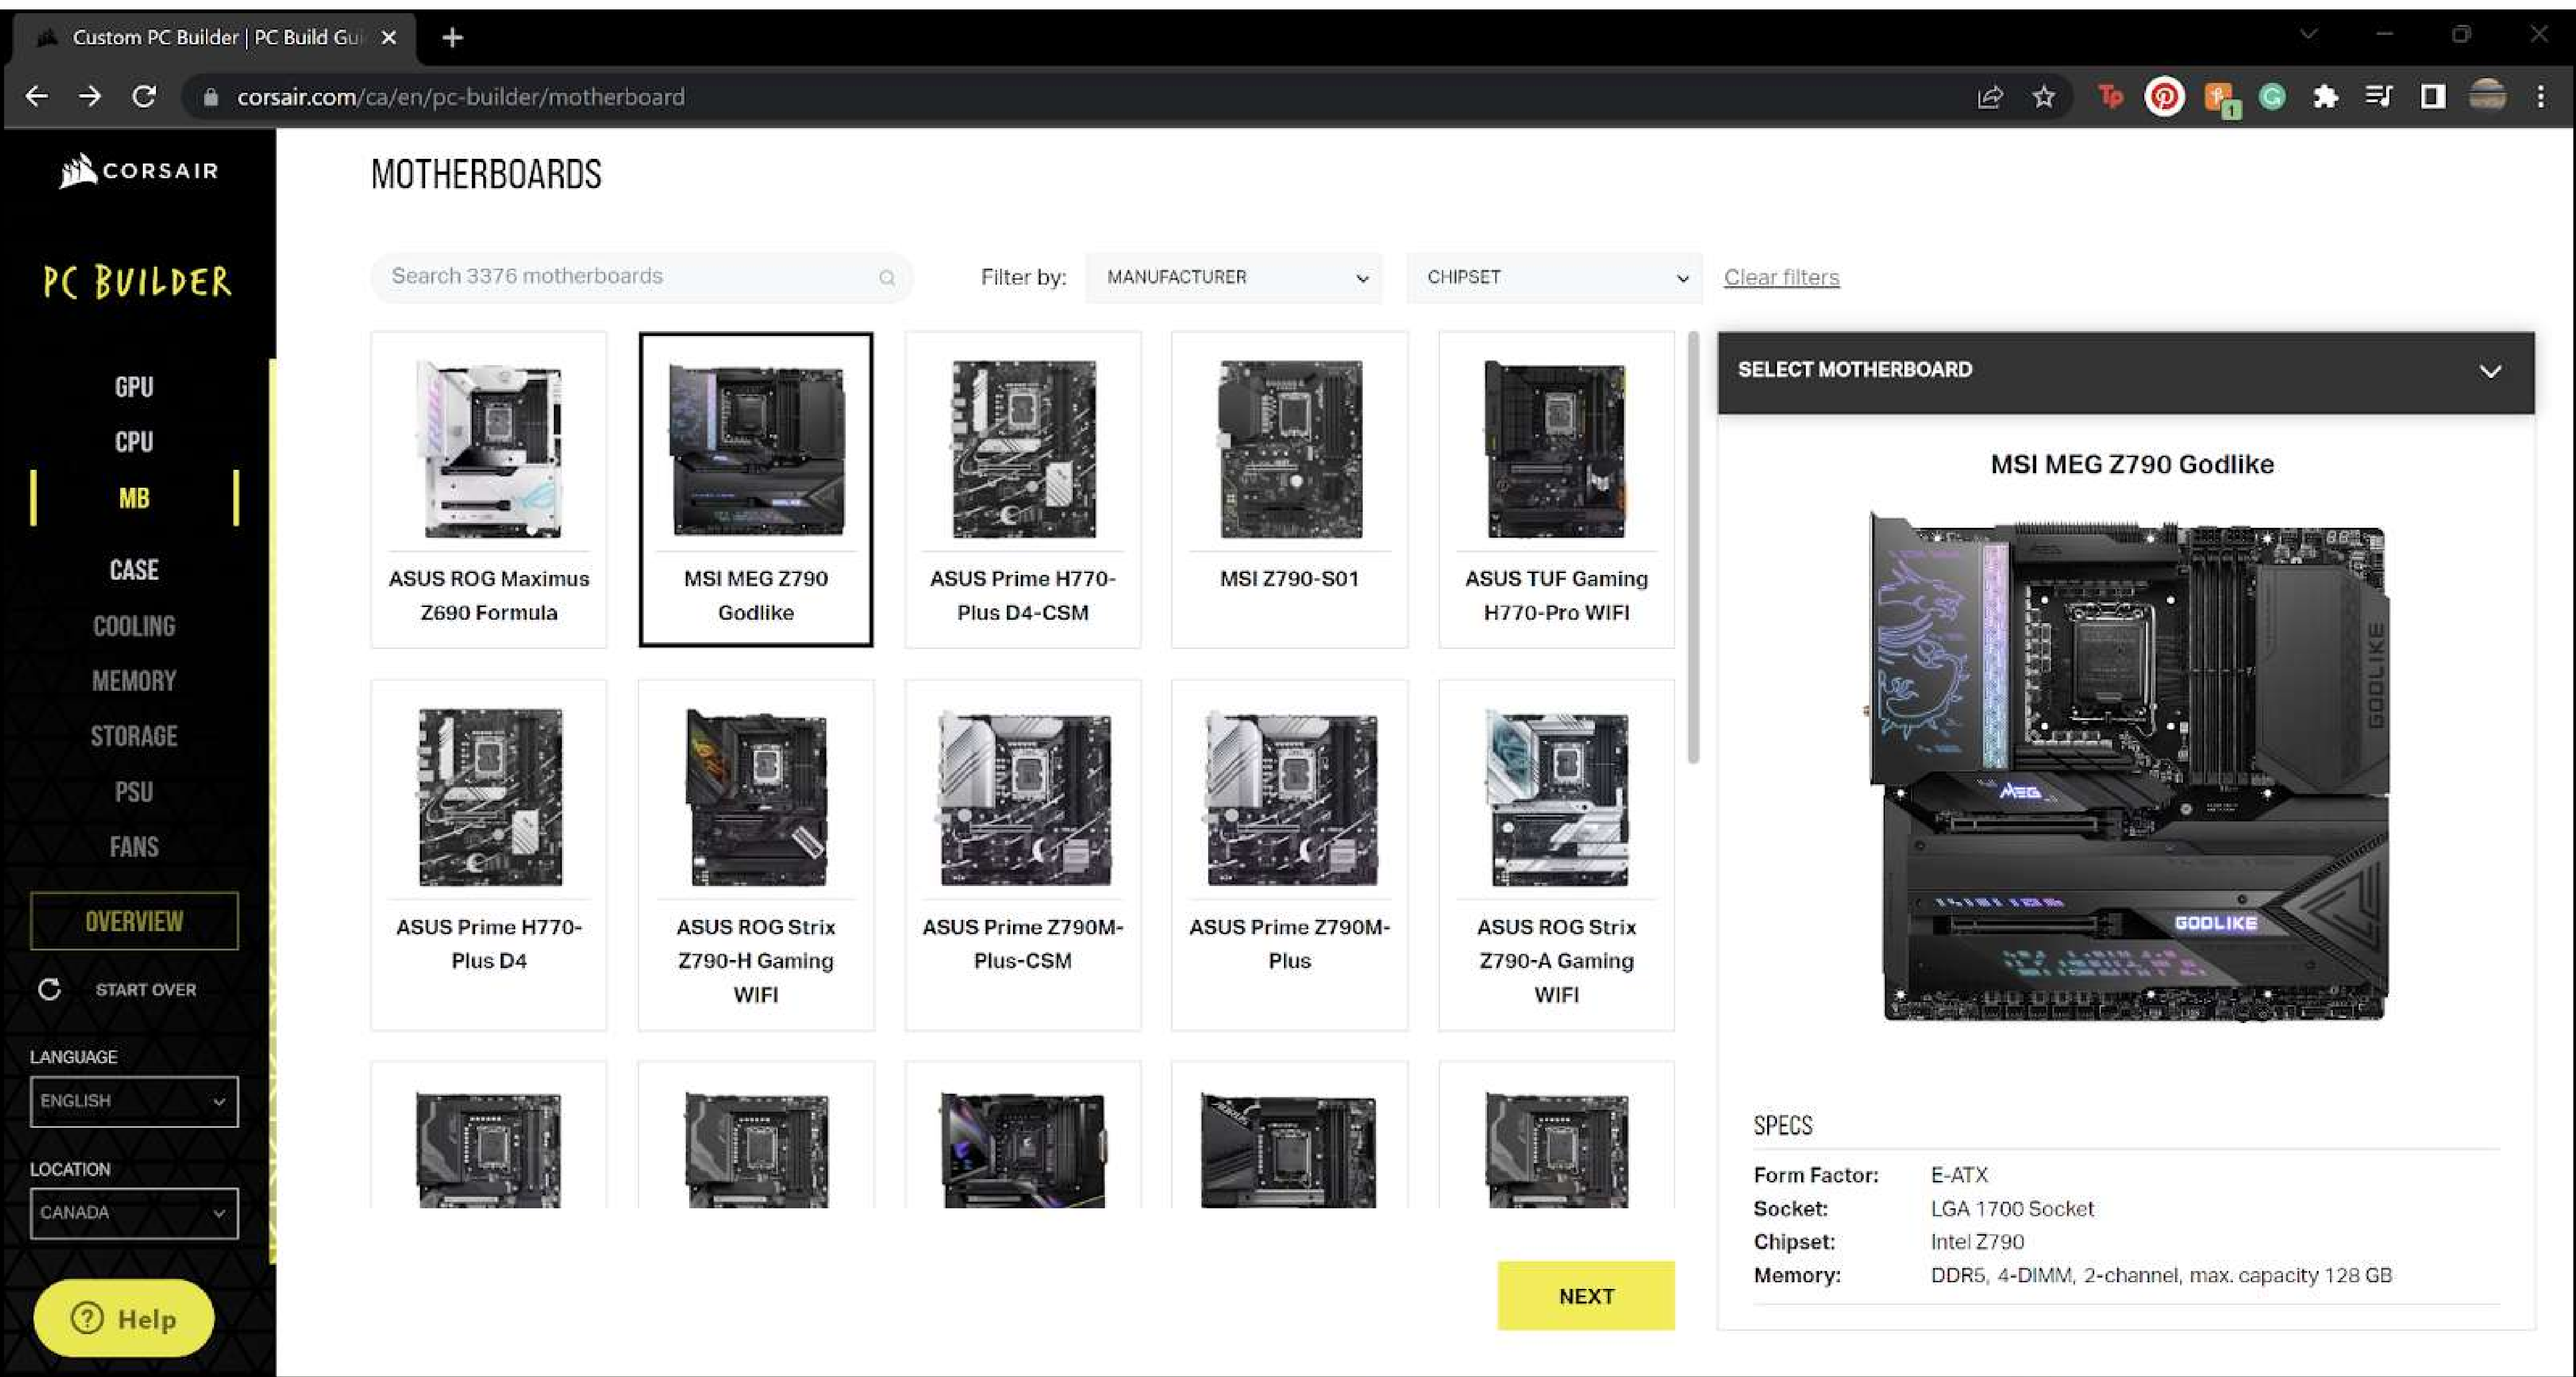 Custom PC Builder | PC Build Gui
corsair.com/ca/en/pc-builder/motherboard
Tp
1
CORSAIR
PC BUILDER
GPU
CPU
MB
CASE
COOLING
MEMORY
STORAGE
PSU
FANS
OVERVIEW
START OVER
LANGUAGE
ENGLISH
LOCATION
CANADA
Help
MOTHERBOARDS
Search 3376 motherboards
Filter by:
MANUFACTURER
CHIPSET
Clear filters
ASUS ROG Maximus
Z690 Formula
MSI MEG Z790
Godlike
ASUS Prime H770-
Plus D4-CSM
MSI Z790-S01
ASUS TUF Gaming
H770-Pro WIFI
ASUS Prime H770-
Plus D4
ASUS ROG Strix
Z790-H Gaming
WIFI
ASUS Prime Z790M-
Plus-CSM
ASUS Prime Z790M-
Plus
ASUS ROG Strix
Z790-A Gaming
WIFI
NEXT
SELECT MOTHERBOARD
MSI MEG Z790 Godlike
GODLIKE
MEG
GODLIKE
SPECS
Form Factor: E-ATX
Socket: LGA 1700 Socket
Chipset: Intel Z790
Memory: DDR5, 4-DIMM, 2-channel, max. capacity 128 GB